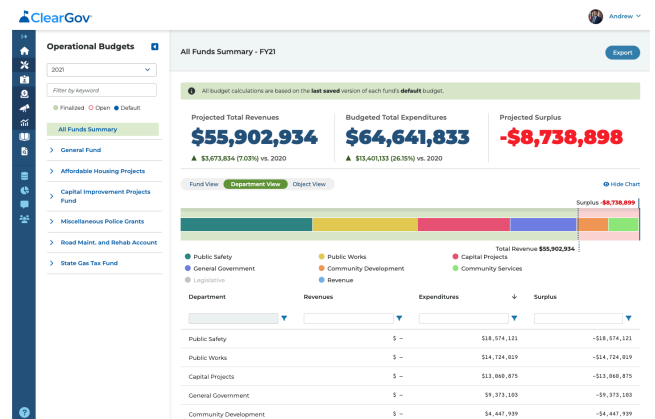 ClearGov
Andrew
Operational Budgets
2021
Filter by keyword
Finalized Open Default
All Funds Summary
General Fund
Affordable Housing Projects
Capital Improvement Projects
Fund
Miscellaneous Police Grants
Road Maint. and Rehab Account
State Gas Tax Fund
All Funds Summary - FY21
Export
All budget calculations are based on the last saved version of each fund's default budget.
Projected Total Revenues
$55,902,934
▲ $3,673,834 (7.03%) vs. 2020
Budgeted Total Expenditures
$64,641,833
▲ $13,401,133 (26.15%) vs. 2020
Projected Surplus
-$8,738,898
Fund View Department View Object View
Hide Chart
Surplus -$8,738,899
Total Revenue $55,902,934
Public Safety Public Works Capital Projects
General Government Community Development Community Services
Legislative Revenue
Department Revenues Expenditures ↓ Surplus
Public Safety $ – $18,574,121 -$18,574,121
Public Works $ – $14,724,019 -$14,724,019
Capital Projects $ – $13,060,875 -$13,060,875
General Government $ – $9,373,103 -$9,373,103
Community Development $ – $4,447,939 -$4,447,939